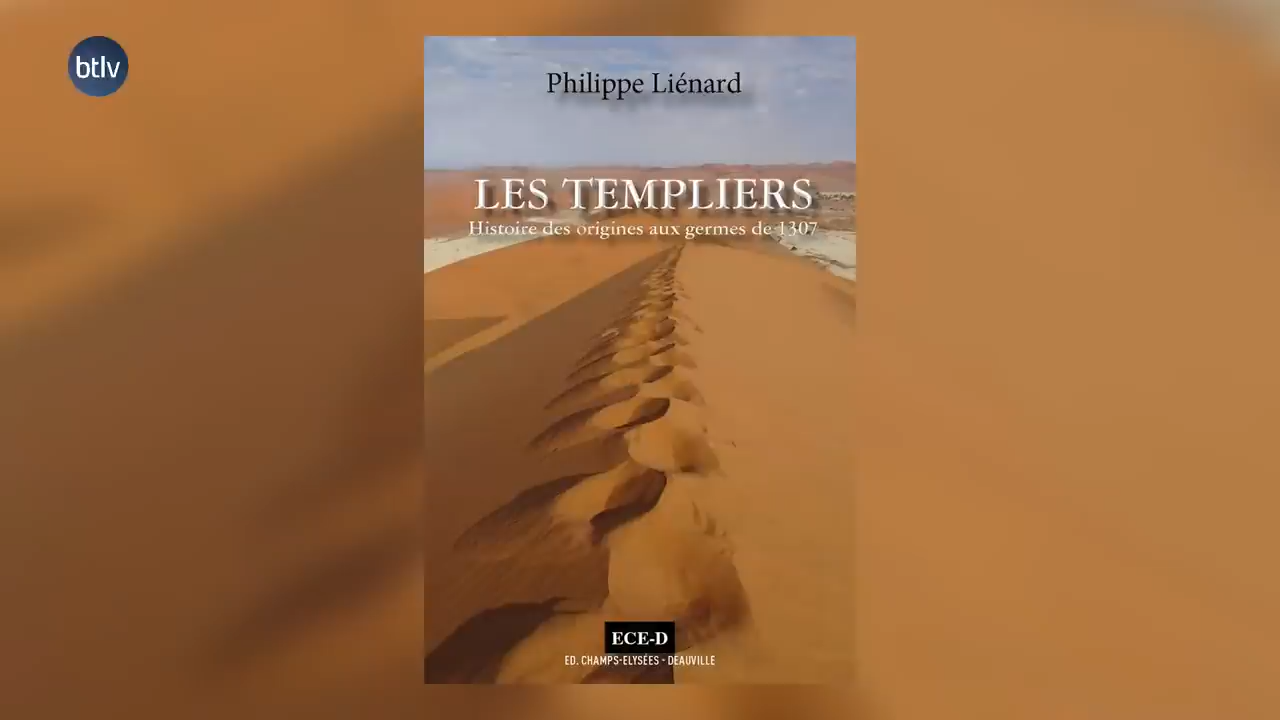 btlv
Philippe Liénard
LES TEMPLIERS
Histoire des origines aux germes de 1307
ECE-D
ED. CHAMPS-ELYSÉES - DEAUVILLE